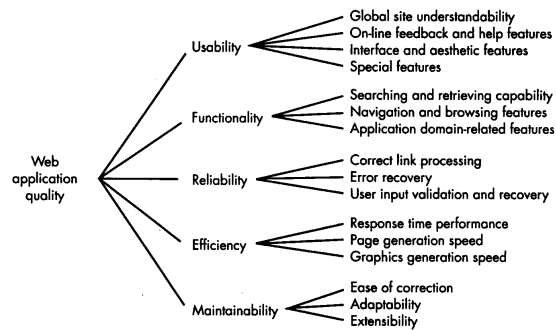 Web
application
quality
Usability
Global site understandability
On-line feedback and help features
Interface and aesthetic features
Special features
Functionality
Searching and retrieving capability
Navigation and browsing features
Application domain-related features
Reliability
Correct link processing
Error recovery
User input validation and recovery
Efficiency
Response time performance
Page generation speed
Graphics generation speed
Maintainability
Ease of correction
Adaptability
Extensibility